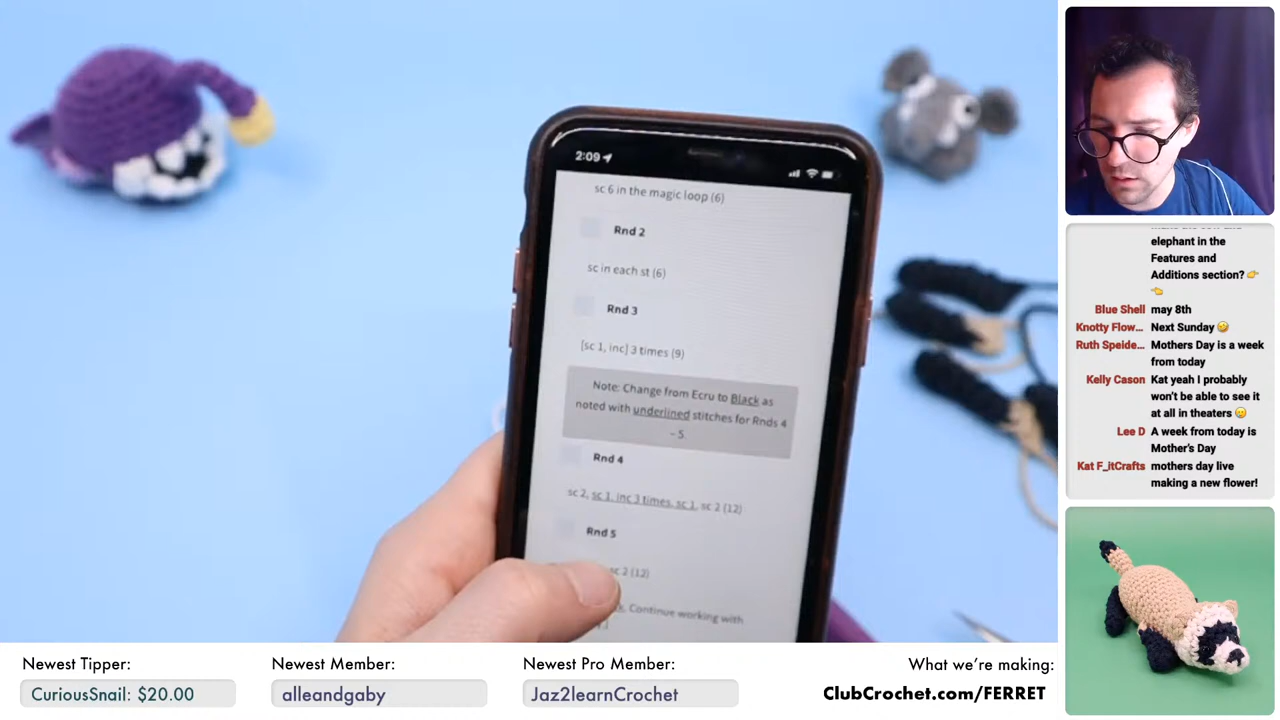 2:09
sc 6 in the magic loop (6)
Rnd 2
sc in each st (6)
Rnd 3
[sc 1, inc] 3 times (9)
Note: Change from Ecru to Black as
noted with underlined stitches for Rnds 4
– 5
Rnd 4
sc 2, sc 1, inc 3 times, sc 1, sc 2 (12)
Rnd 5
sc 2 (12)
Continue working with
elephant in the
Features and
Additions section? 👉
👈
Blue Shell may 8th
Knotty Flow... Next Sunday 🤣
Ruth Speide... Mothers Day is a week
from today
Kelly Cason Kat yeah I probably
won't be able to see it
at all in theaters 🙁
Lee D A week from today is
Mother's Day
Kat F_itCrafts mothers day live
making a new flower!
Newest Tipper:
CuriousSnail: $20.00
Newest Member:
alleandgaby
Newest Pro Member:
Jaz2learnCrochet
What we're making:
ClubCrochet.com/FERRET